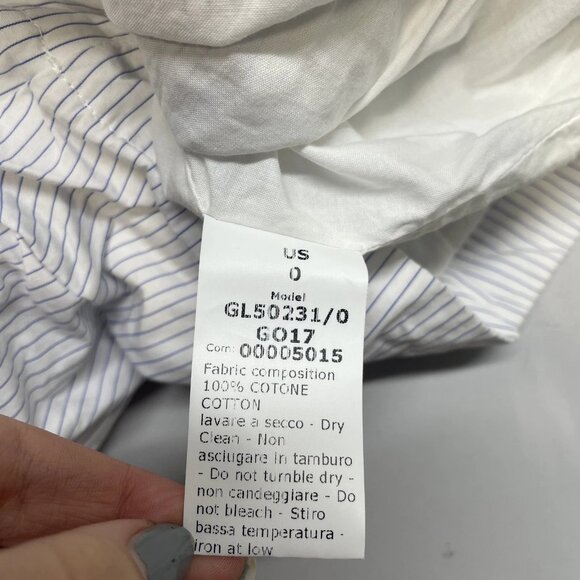 US
0
Model
GL50231/0
GO17
Com: 00005015
Fabric composition
100% COTONE
COTTON
lavare a secco - Dry
Clean - Non
asciugare in tamburo
- Do not tumble dry -
non candeggiare - Do
not bleach - Stiro
bassa temperatura -
iron at low